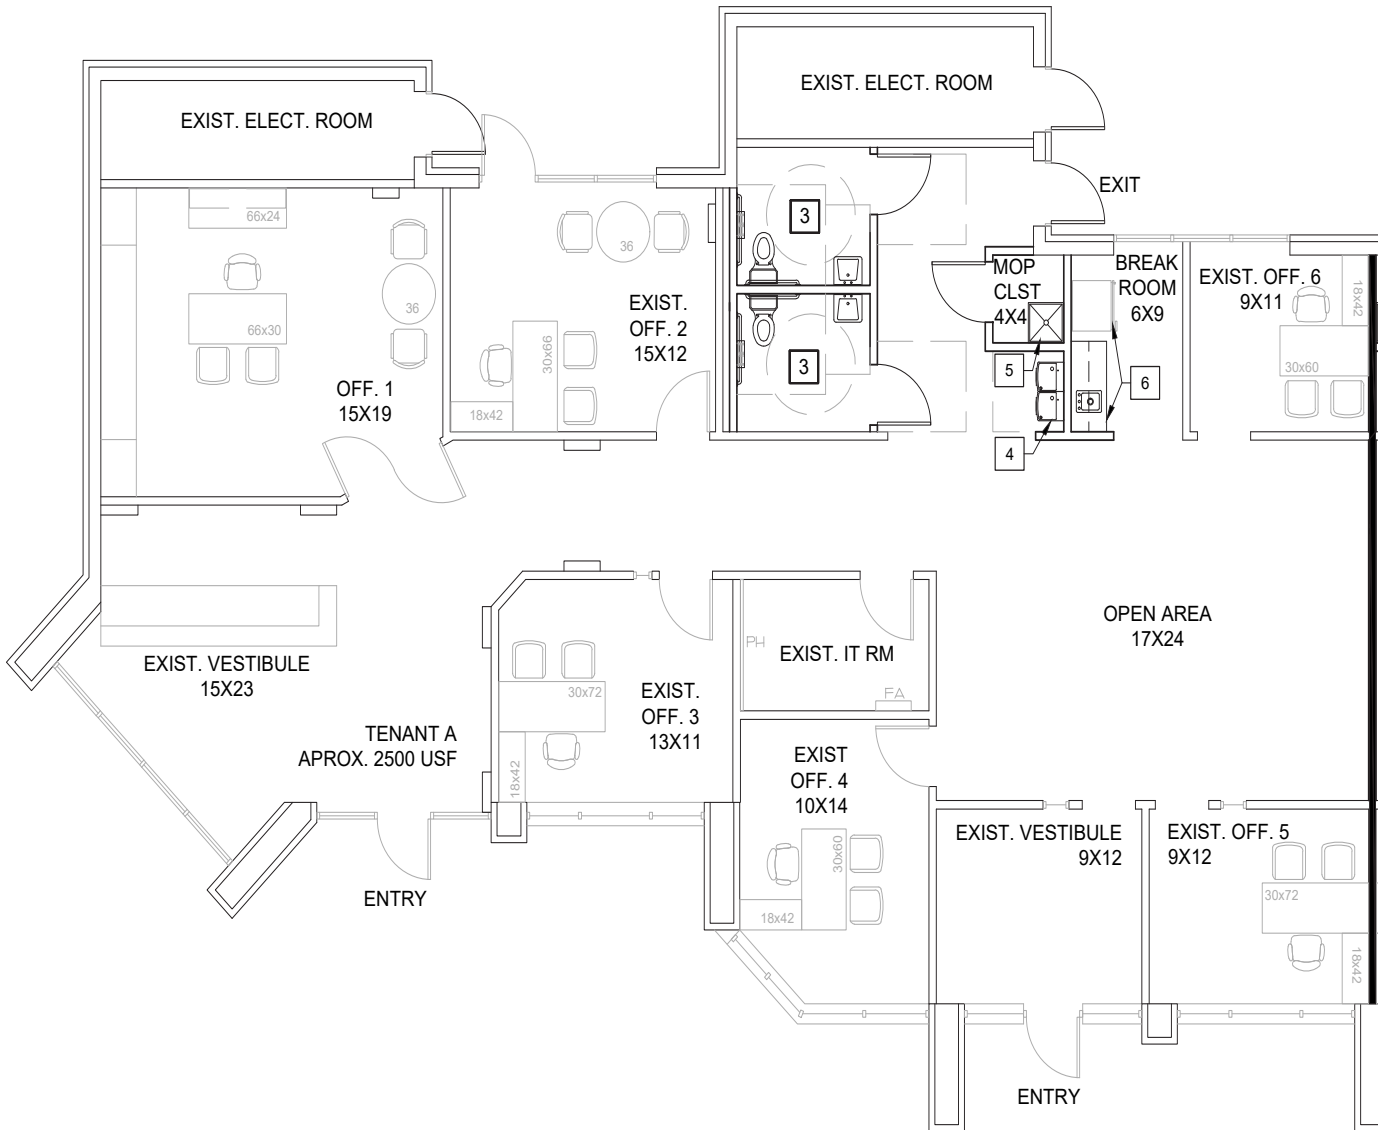 EXIST. ELECT. ROOM
EXIST. ELECT. ROOM
EXIT
66x24
36
66x30
OFF. 1
15X19
36
EXIST.
OFF. 2
15X12
30x66
18x42
3
3
MOP
CLST
4X4
BREAK
ROOM
6X9
EXIST. OFF. 6
9X11
18x42
30x60
5
6
4
OPEN AREA
17X24
EXIST. VESTIBULE
15X23
TENANT A
APROX. 2500 USF
30x72
EXIST.
OFF. 3
13X11
18x42
PH
EXIST. IT RM
FA
EXIST
OFF. 4
10X14
30x60
18x42
EXIST. VESTIBULE
9X12
EXIST. OFF. 5
9X12
30x72
18x42
ENTRY
ENTRY